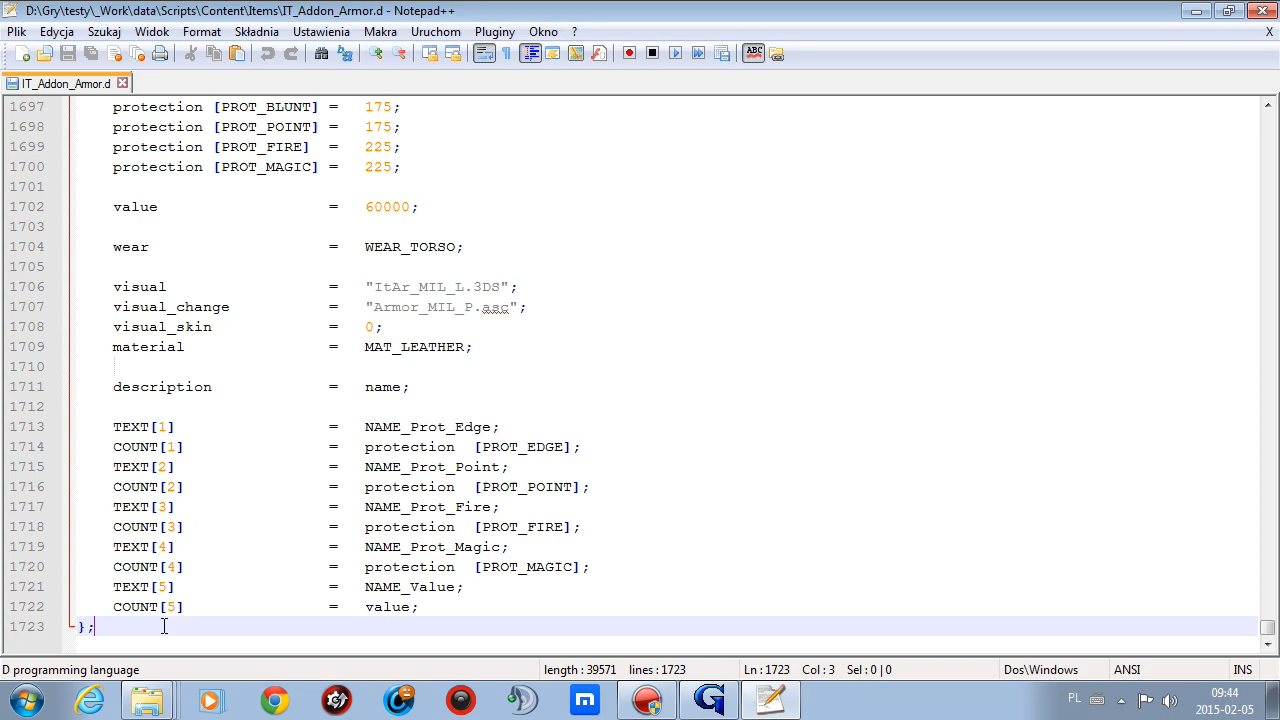 D:\Gry\testy\_Work\data\Scripts\Content\Items\IT_Addon_Armor.d - Notepad++
Plik Edycja Szukaj Widok Format Składnia Ustawienia Makra Uruchom Pluginy Okno ? X
ABC
IT_Addon_Armor.d
1697 protection [PROT_BLUNT] = 175;
1698 protection [PROT_POINT] = 175;
1699 protection [PROT_FIRE] = 225;
1700 protection [PROT_MAGIC] = 225;
1701
1702 value = 60000;
1703
1704 wear = WEAR_TORSO;
1705
1706 visual = "ItAr_MIL_L.3DS";
1707 visual_change = "Armor_MIL_P.asc";
1708 visual_skin = 0;
1709 material = MAT_LEATHER;
1710
1711 description = name;
1712
1713 TEXT[1] = NAME_Prot_Edge;
1714 COUNT[1] = protection [PROT_EDGE];
1715 TEXT[2] = NAME_Prot_Point;
1716 COUNT[2] = protection [PROT_POINT];
1717 TEXT[3] = NAME_Prot_Fire;
1718 COUNT[3] = protection [PROT_FIRE];
1719 TEXT[4] = NAME_Prot_Magic;
1720 COUNT[4] = protection [PROT_MAGIC];
1721 TEXT[5] = NAME_Value;
1722 COUNT[5] = value;
1723 };
D programming language length : 39571 lines : 1723 Ln : 1723 Col : 3 Sel : 0 | 0 Dos\Windows ANSI INS
PL 09:44
2015-02-05